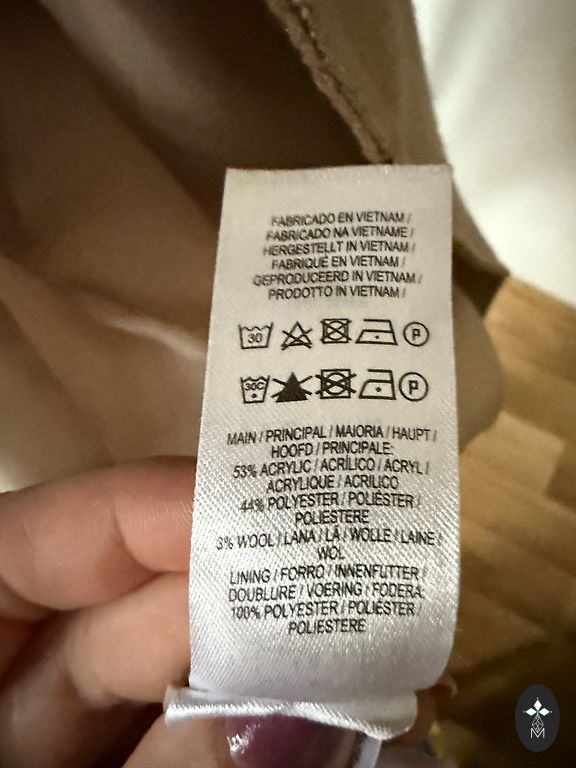 FABRICADO EN VIETNAM /
FABRICADO NA VIETNAME /
HERGESTELLT IN VIETNAM /
FABRIQUÉ EN VIETNAM /
GEPRODUCEERD IN VIETNAM /
PRODOTTO IN VIETNAM /
30 P
30C P
MAIN / PRINCIPAL / MAIORIA / HAUPT /
HOOFD / PRINCIPALE:
53% ACRYLIC / ACRÍLICO / ACRYL /
ACRYLIQUE / ACRILICO
44% POLYESTER / POLIÉSTER /
POLIESTERE
3% WOOL / LANA / LÃ / WOLLE / LAINE /
WOL
LINING / FORRO / INNENFUTTER /
DOUBLURE / VOERING / FODERA:
100% POLYESTER / POLIÉSTER /
POLIESTERE
M